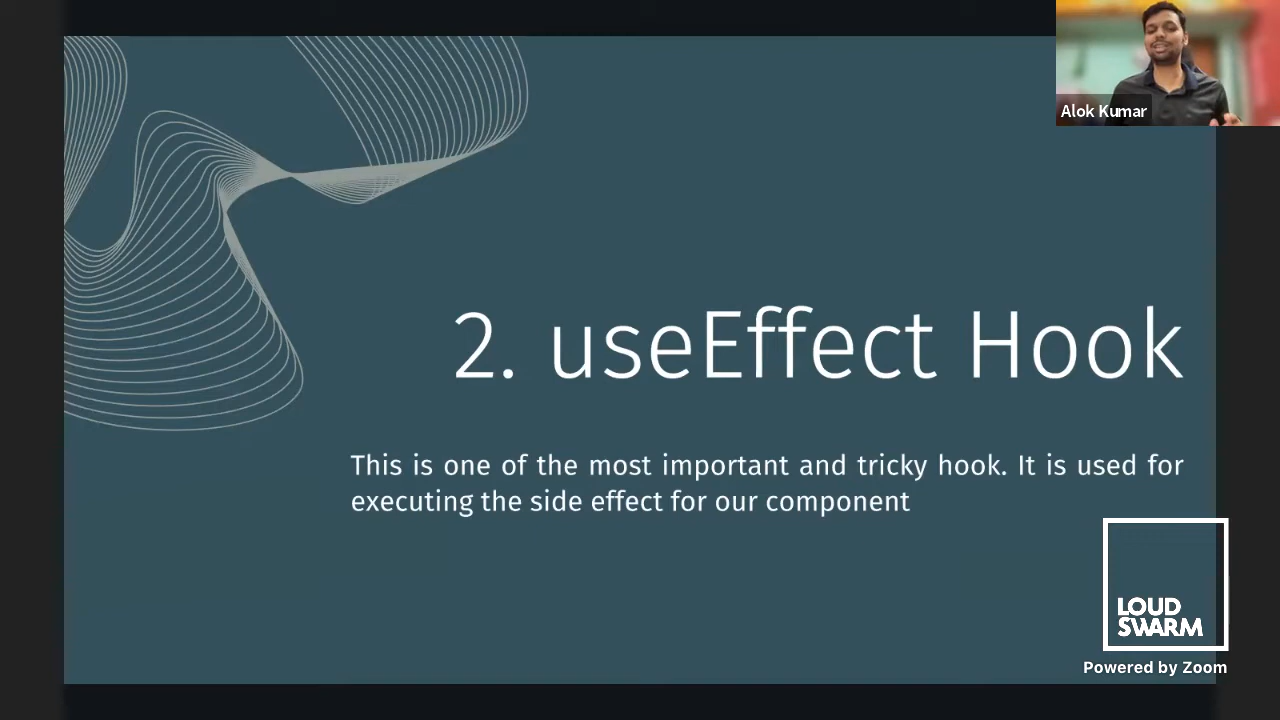 Alok Kumar
2. useEffect Hook
This is one of the most important and tricky hook. It is used for
executing the side effect for our component
LOUD
SWARM
Powered by Zoom